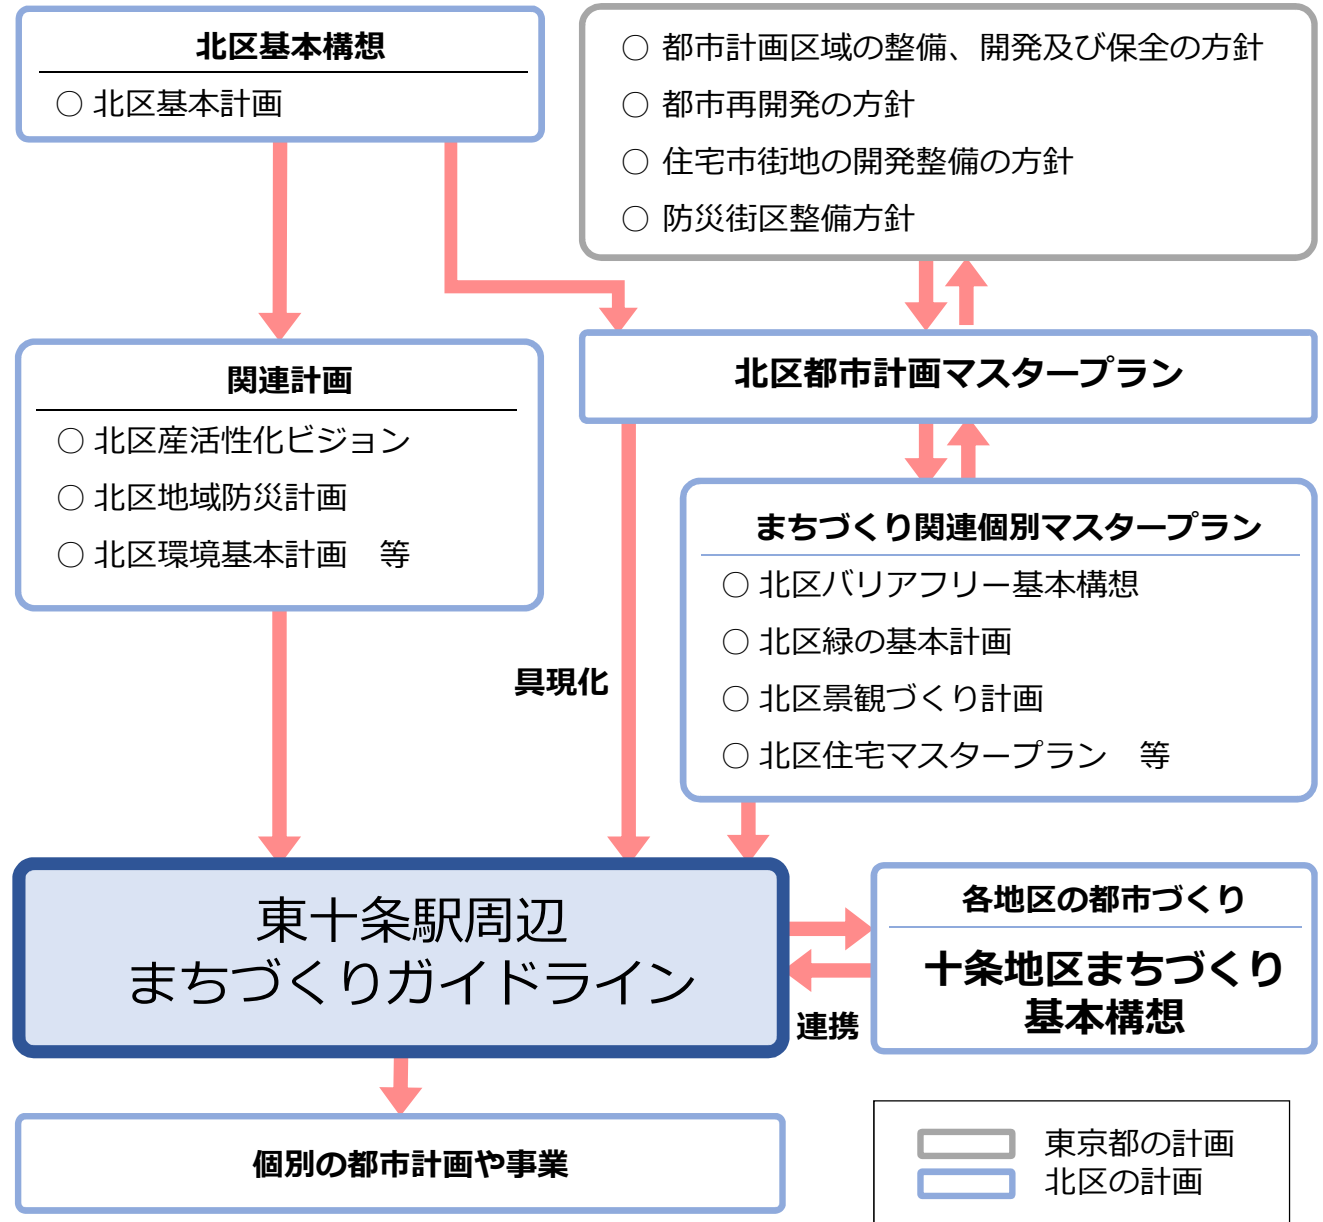 北区基本構想
○ 北区基本計画
○ 都市計画区域の整備、開発及び保全の方針
○ 都市再開発の方針
○ 住宅市街地の開発整備の方針
○ 防災街区整備方針
関連計画
○ 北区産活性化ビジョン
○ 北区地域防災計画
○ 北区環境基本計画　等
北区都市計画マスタープラン
まちづくり関連個別マスタープラン
○ 北区バリアフリー基本構想
○ 北区緑の基本計画
○ 北区景観づくり計画
○ 北区住宅マスタープラン　等
具現化
東十条駅周辺
まちづくりガイドライン
連携
各地区の都市づくり
十条地区まちづくり
基本構想
個別の都市計画や事業
東京都の計画
北区の計画